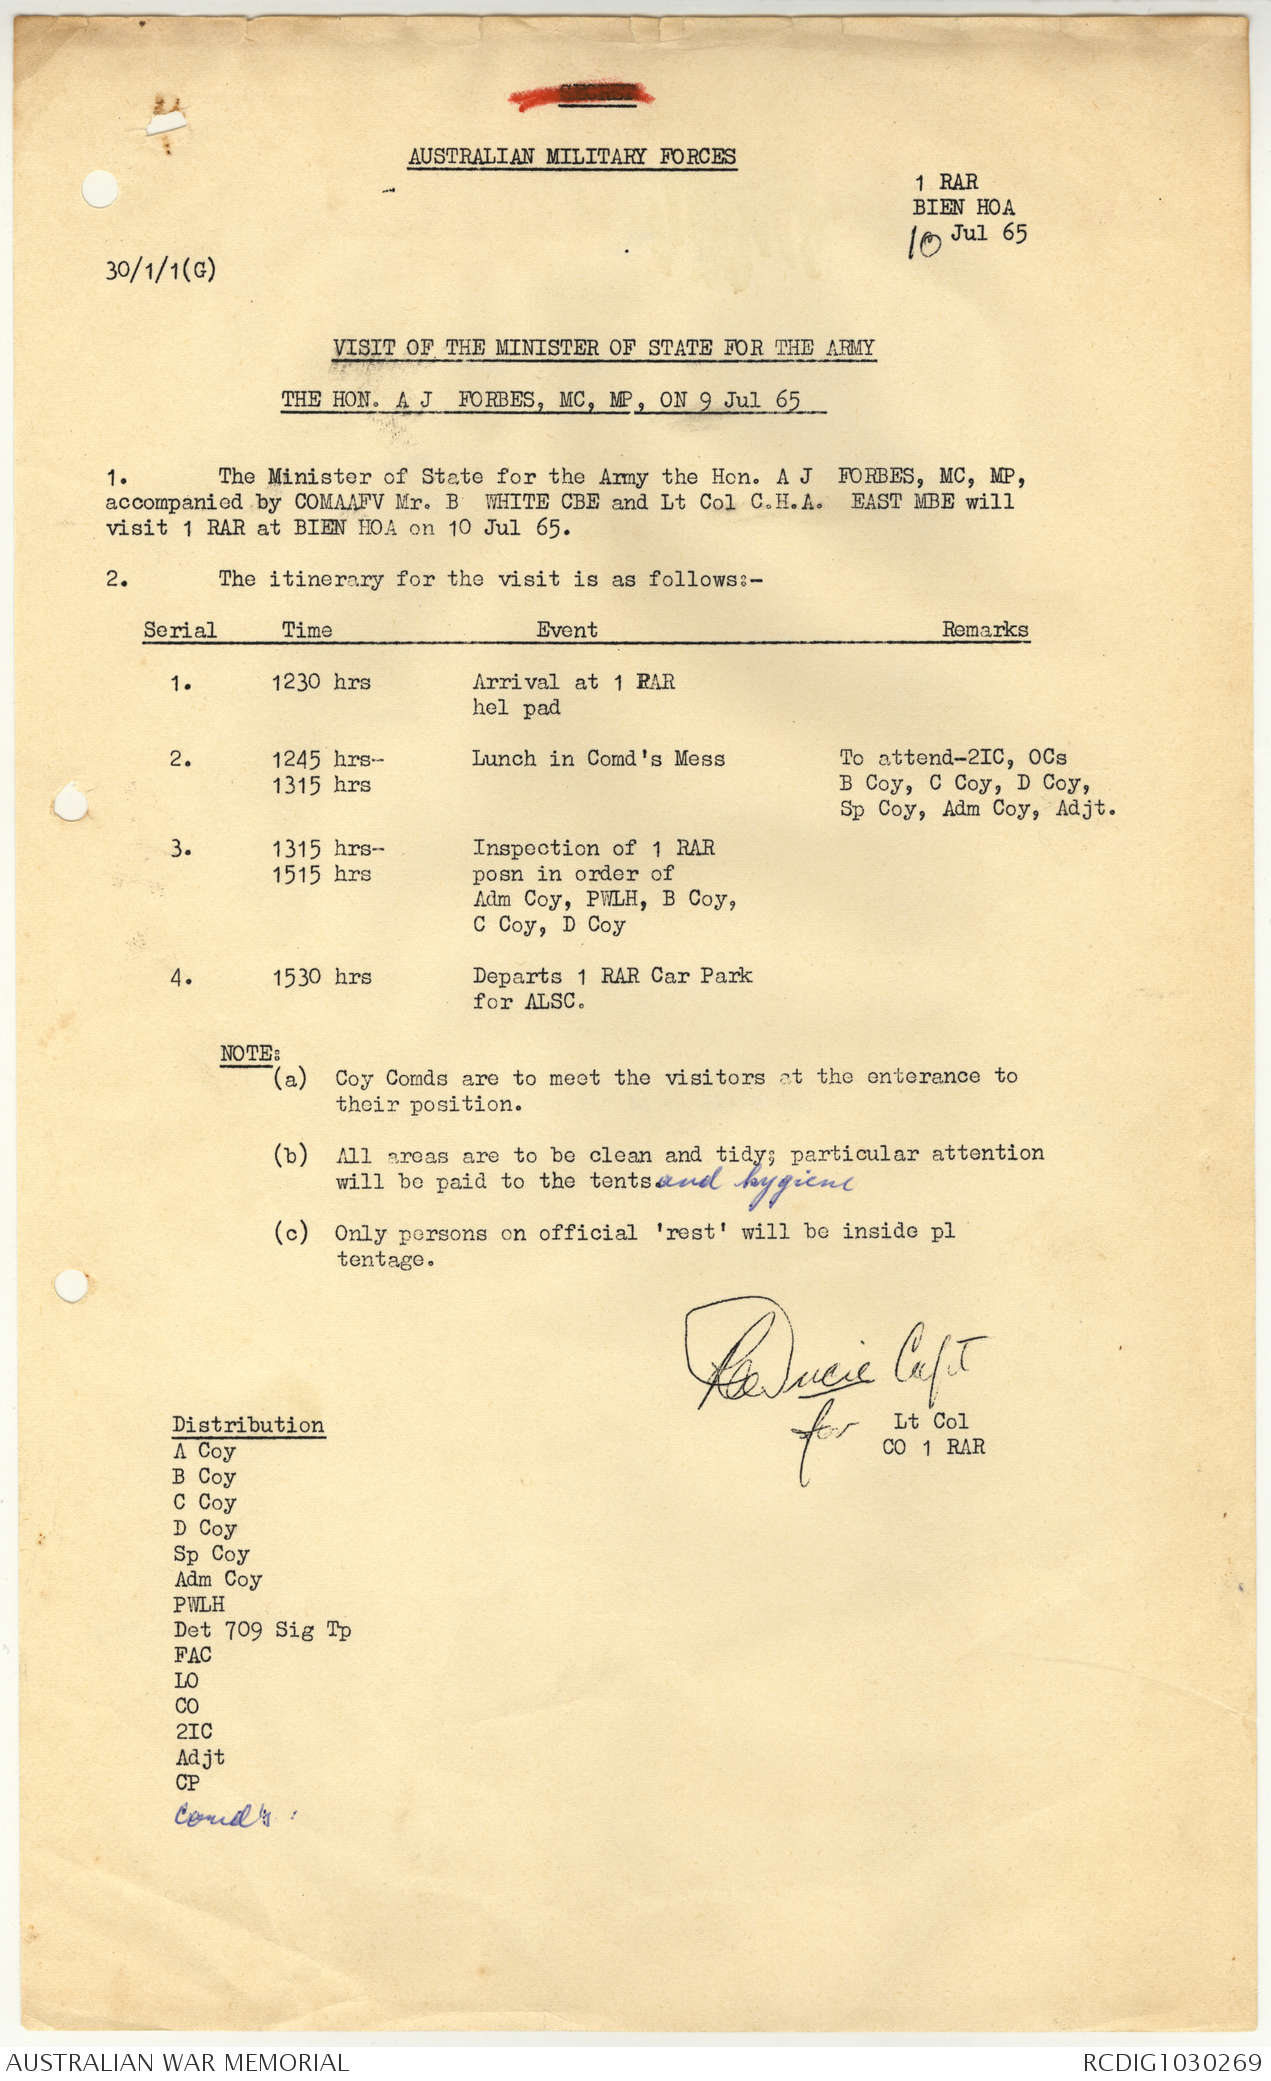 SECRET
AUSTRALIAN MILITARY FORCES
1 RAR
BIEN HOA
10 Jul 65
30/1/1(G)
VISIT OF THE MINISTER OF STATE FOR THE ARMY
THE HON. A J FORBES, MC, MP, ON 9 Jul 65
1. The Minister of State for the Army the Hon. A J FORBES, MC, MP,
accompanied by COMAAFV Mr. B WHITE CBE and Lt Col C.H.A. EAST MBE will
visit 1 RAR at BIEN HOA on 10 Jul 65.
2. The itinerary for the visit is as follows:-
Serial Time Event Remarks
1. 1230 hrs Arrival at 1 RAR
hel pad
2. 1245 hrs- Lunch in Comd's Mess To attend-2IC, OCs
1315 hrs B Coy, C Coy, D Coy,
Sp Coy, Adm Coy, Adjt.
3. 1315 hrs- Inspection of 1 RAR
1515 hrs posn in order of
Adm Coy, PWLH, B Coy,
C Coy, D Coy
4. 1530 hrs Departs 1 RAR Car Park
for ALSC.
NOTE:
(a) Coy Comds are to meet the visitors at the enterance to
their position.
(b) All areas are to be clean and tidy; particular attention
will be paid to the tents. and hygiene
(c) Only persons on official 'rest' will be inside pl
tentage.
Capt
for Lt Col
CO 1 RAR
Distribution
A Coy
B Coy
C Coy
D Coy
Sp Coy
Adm Coy
PWLH
Det 709 Sig Tp
FAC
LO
CO
2IC
Adjt
CP
Comd's
AUSTRALIAN WAR MEMORIAL RCDIG1030269